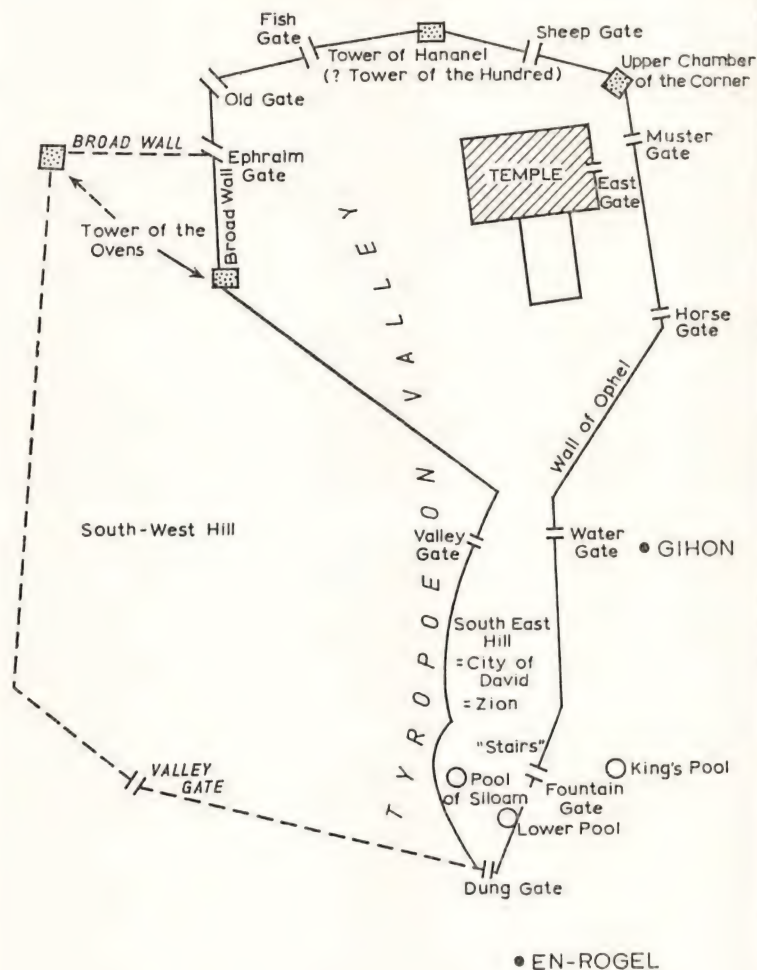 Fish
Gate
Tower of Hananel
(? Tower of the Hundred)
Sheep Gate
Upper Chamber
of the Corner
Old Gate
BROAD WALL
Ephraim
Gate
Muster
Gate
TEMPLE
East
Gate
Broad Wall
Tower of the
Ovens
VALLEY
Horse
Gate
Wall of Ophel
South-West Hill
Valley
Gate
Water
Gate
GIHON
TYROPOEON
South East
Hill
=City of
David
=Zion
"Stairs"
VALLEY
GATE
Pool
of Siloam
Fountain
Gate
King's Pool
Lower Pool
Dung Gate
EN-ROGEL